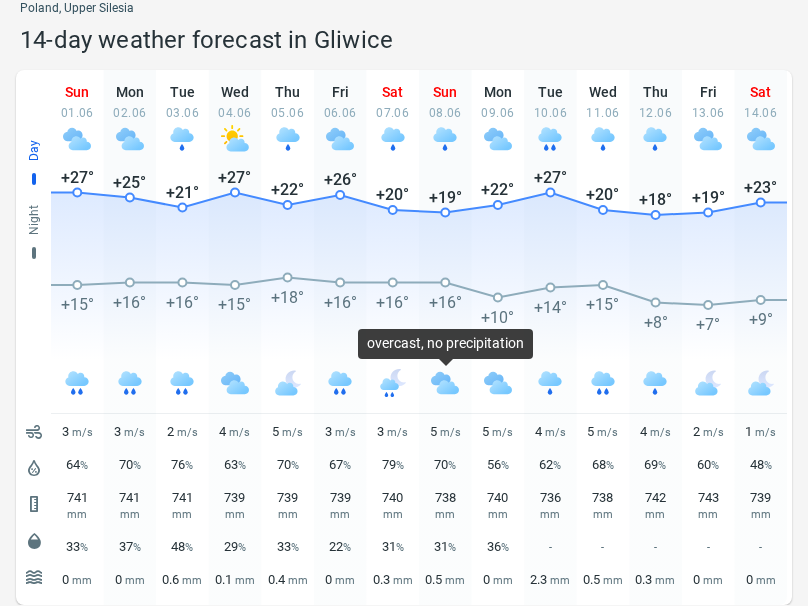 Poland, Upper Silesia
14-day weather forecast in Gliwice
Sun Mon Tue Wed Thu Fri Sat Sun Mon Tue Wed Thu Fri Sat
01.06 02.06 03.06 04.06 05.06 06.06 07.06 08.06 09.06 10.06 11.06 12.06 13.06 14.06
Day
+27° +25° +21° +27° +22° +26° +20° +19° +22° +27° +20° +18° +19° +23°
Night
+15° +16° +16° +15° +18° +16° +16° +16° +10° +14° +15° +8° +7° +9°
overcast, no precipitation
3 m/s 3 m/s 2 m/s 4 m/s 5 m/s 3 m/s 3 m/s 5 m/s 5 m/s 4 m/s 5 m/s 4 m/s 2 m/s 1 m/s
64% 70% 76% 63% 70% 67% 79% 70% 56% 62% 68% 69% 60% 48%
741 741 741 739 739 739 740 738 740 736 738 742 743 739
mm mm mm mm mm mm mm mm mm mm mm mm mm mm
33% 37% 48% 29% 33% 22% 31% 31% 36% - - - - -
0 mm 0 mm 0.6 mm 0.1 mm 0.4 mm 0 mm 0.3 mm 0.5 mm 0 mm 2.3 mm 0.5 mm 0.3 mm 0 mm 0 mm